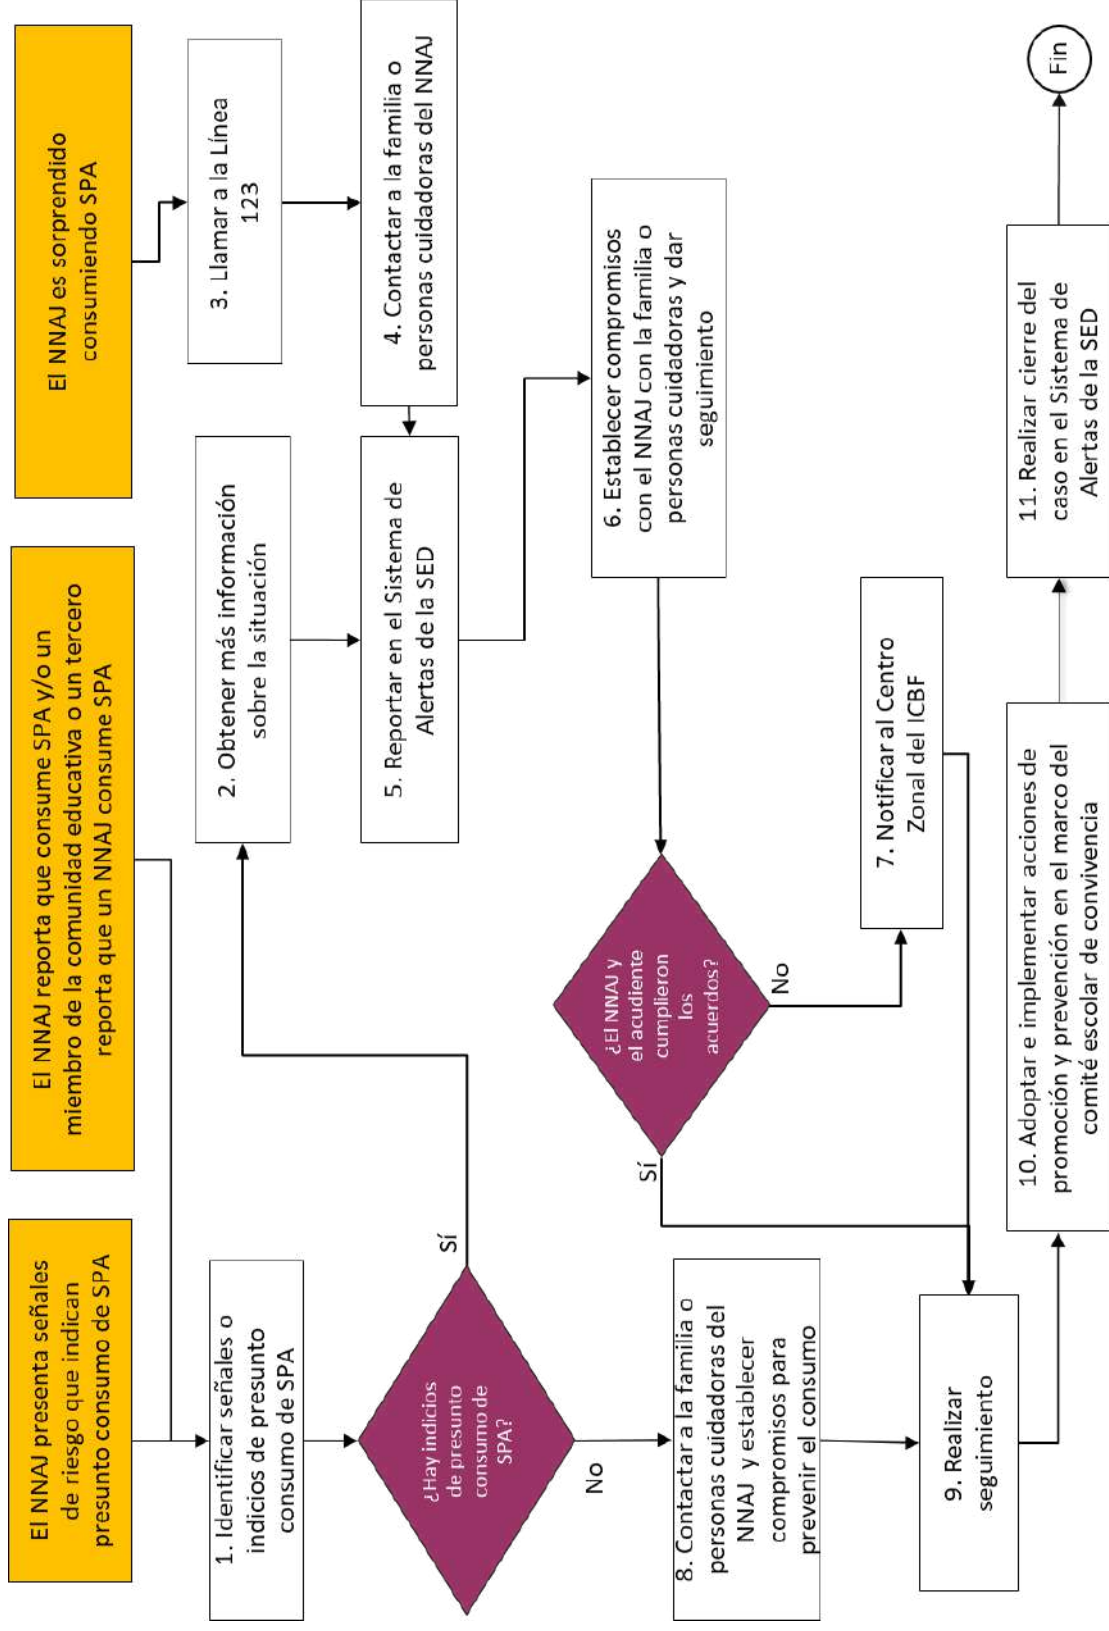 El NNAJ presenta señales
de riesgo que indican
presunto consumo de SPA
El NNAJ reporta que consume SPA y/o un
miembro de la comunidad educativa o un tercero
reporta que un NNAJ consume SPA
El NNAJ es sorprendido
consumiendo SPA
1. Identificar señales o
indicios de presunto
consumo de SPA
2. Obtener más información
sobre la situación
3. Llamar a la Línea
123
¿Hay indicios
de presunto
consumo de
SPA?
Sí
No
5. Reportar en el Sistema de
Alertas de la SED
4. Contactar a la familia o
personas cuidadoras del NNAJ
6. Establecer compromisos
con el NNAJ con la familia o
personas cuidadoras y dar
seguimiento
¿El NNAJ y
el acudiente
cumplieron
los
acuerdos?
Sí
No
8. Contactar a la familia o
personas cuidadoras del
NNAJ y establecer
compromisos para
prevenir el consumo
7. Notificar al Centro
Zonal del ICBF
9. Realizar
seguimiento
10. Adoptar e implementar acciones de
promoción y prevención en el marco del
comité escolar de convivencia
11. Realizar cierre del
caso en el Sistema de
Alertas de la SED
Fin